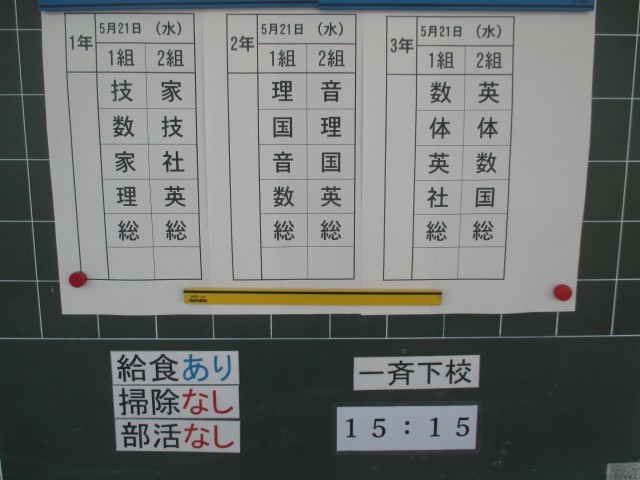 1年 5月21日（水）
1組 2組
技 家
数 技
家 社
理 英
総 総
2年 5月21日（水）
1組 2組
理 音
国 理
音 国
数 英
総 総
3年 5月21日（水）
1組 2組
数 英
体 体
英 数
社 国
総 総
給食あり
掃除なし
部活なし
一斉下校
15：15